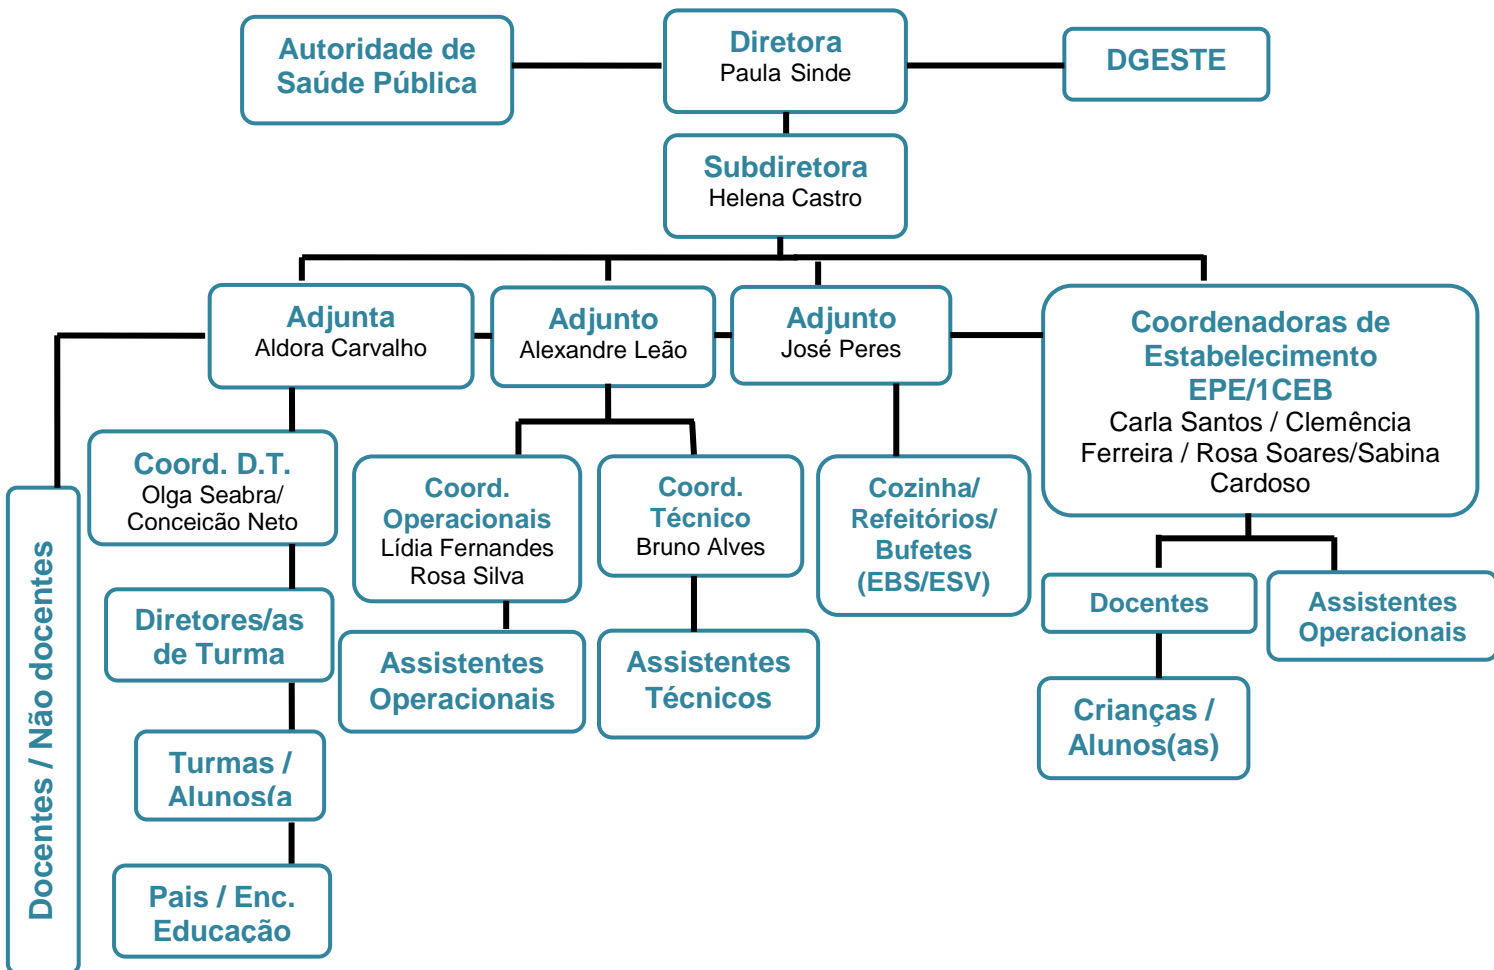 Autoridade de
Saúde Pública
Diretora
Paula Sinde
DGESTE
Subdiretora
Helena Castro
Adjunta
Aldora Carvalho
Adjunto
Alexandre Leão
Adjunto
José Peres
Coordenadoras de
Estabelecimento
EPE/1CEB
Carla Santos / Clemência
Ferreira / Rosa Soares/Sabina
Cardoso
Docentes / Não docentes
Coord. D.T.
Olga Seabra/
Conceicão Neto
Coord.
Operacionais
Lídia Fernandes
Rosa Silva
Coord.
Técnico
Bruno Alves
Cozinha/
Refeitórios/
Bufetes
(EBS/ESV)
Docentes
Assistentes
Operacionais
Diretores/as
de Turma
Assistentes
Operacionais
Assistentes
Técnicos
Crianças /
Alunos(as)
Turmas /
Alunos(a
Pais / Enc.
Educação